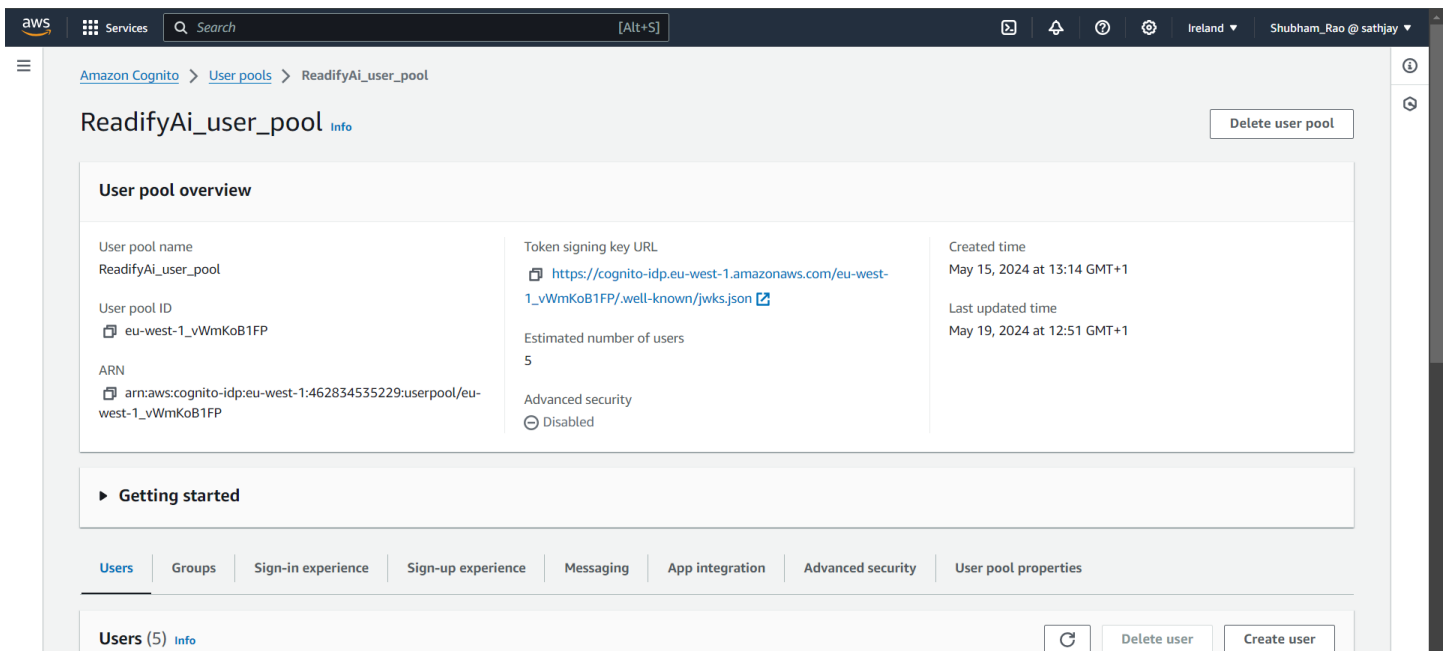 aws
Services
Search
[Alt+S]
Ireland
Shubham_Rao @ sathjay
Amazon Cognito
User pools
ReadifyAi_user_pool
ReadifyAi_user_pool Info
Delete user pool
User pool overview
User pool name
ReadifyAi_user_pool
User pool ID
eu-west-1_vWmKoB1FP
ARN
arn:aws:cognito-idp:eu-west-1:462834535229:userpool/eu-
west-1_vWmKoB1FP
Token signing key URL
https://cognito-idp.eu-west-1.amazonaws.com/eu-west-
1_vWmKoB1FP/.well-known/jwks.json
Estimated number of users
5
Advanced security
Disabled
Created time
May 15, 2024 at 13:14 GMT+1
Last updated time
May 19, 2024 at 12:51 GMT+1
Getting started
Users
Groups
Sign-in experience
Sign-up experience
Messaging
App integration
Advanced security
User pool properties
Users (5) Info
Delete user
Create user